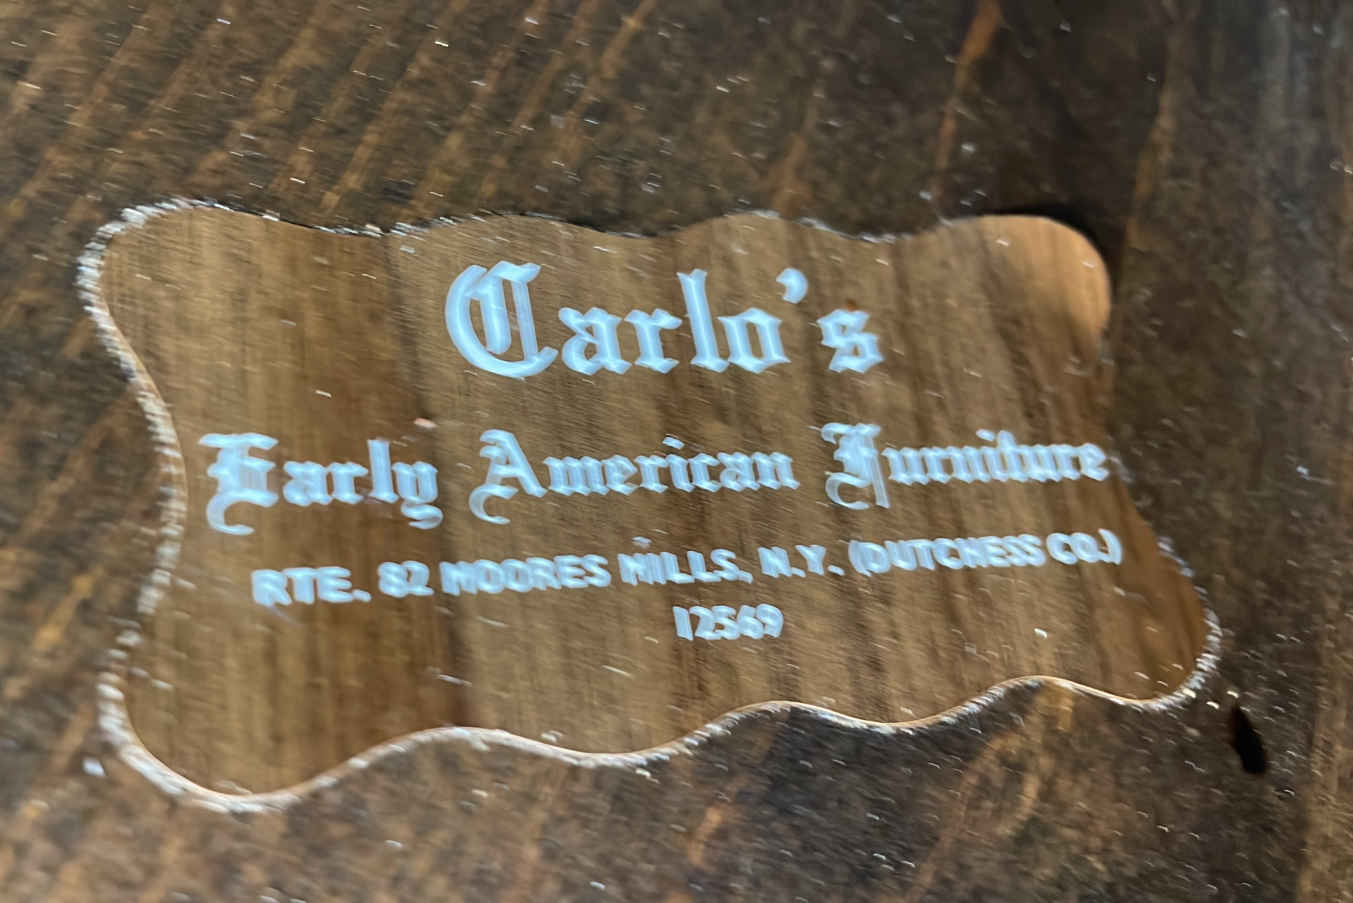 Carlo's
Early American Furniture
RTE. 82 MOORES MILLS, N.Y. (DUTCHESS CO.)
12569